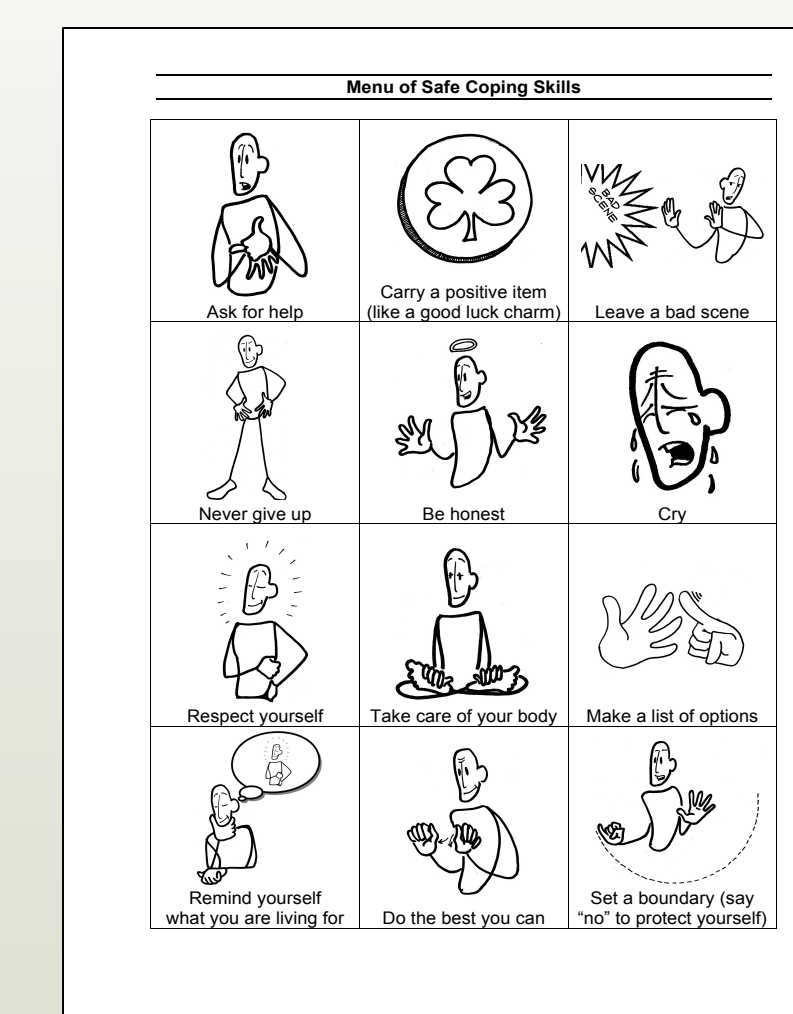 Menu of Safe Coping Skills
BAD
SCENE
Ask for help
Carry a positive item
(like a good luck charm)
Leave a bad scene
Never give up
Be honest
Cry
Respect yourself
Take care of your body
Make a list of options
Remind yourself
what you are living for
Do the best you can
Set a boundary (say
“no” to protect yourself)